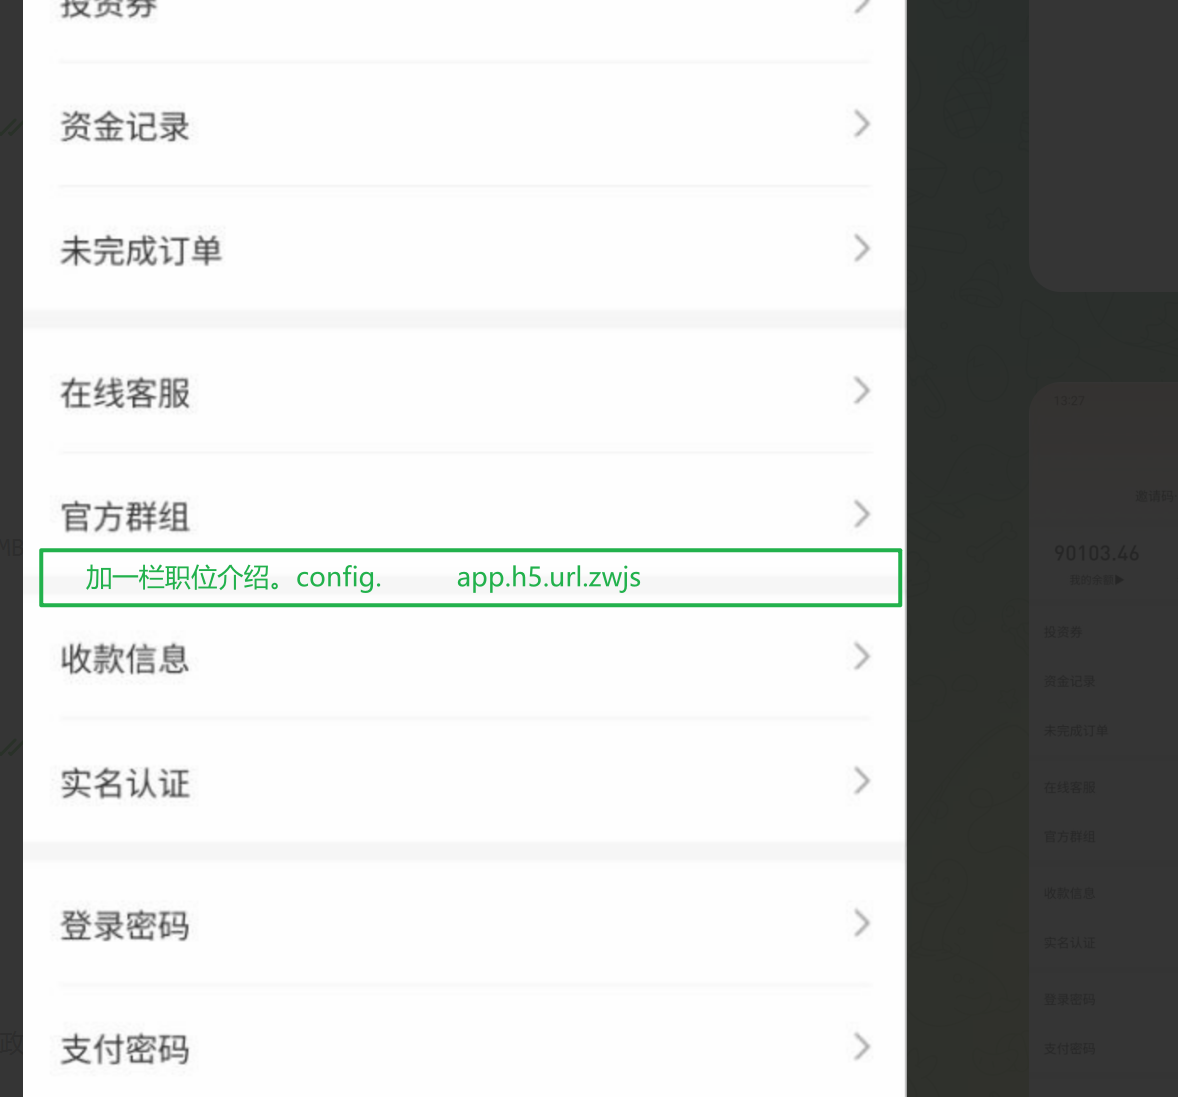 投资券
资金记录
未完成订单
在线客服
官方群组
加一栏职位介绍。config. app.h5.url.zwjs
收款信息
实名认证
登录密码
支付密码
13:27
邀请码
90103.46
我的余额▶
投资券
资金记录
未完成订单
在线客服
官方群组
收款信息
实名认证
登录密码
支付密码
MB
政